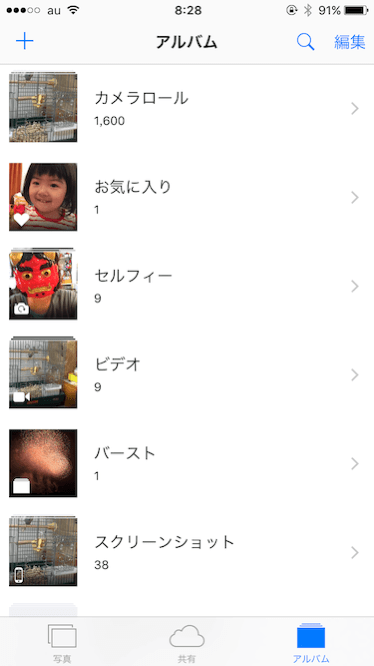 au 8:28 91%
アルバム 編集
カメラロール
1,600
お気に入り
1
セルフィー
9
ビデオ
9
バースト
1
スクリーンショット
38
写真 共有 アルバム